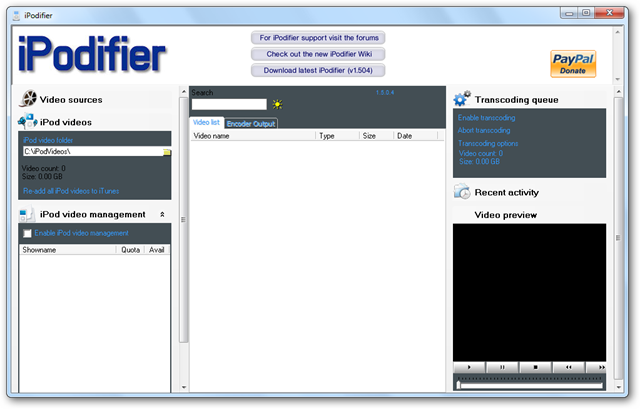 iPodifier
iPodifier
For iPodifier support visit the forums
Check out the new iPodifier Wiki
Download latest iPodifier (v1.504)
PayPal
Donate
Video sources
iPod videos
iPod video folder
C:\iPodVideos\
Video count: 0
Size: 0.00 GB
Re-add all iPod videos to iTunes
iPod video management
Enable iPod video management
Showname Quota Avail
Search
1.5.0.4
Video list Encoder Output
Video name Type Size Date
Transcoding queue
Enable transcoding
Abort transcoding
Transcoding options
Video count: 0
Size: 0.00 GB
Recent activity
Video preview